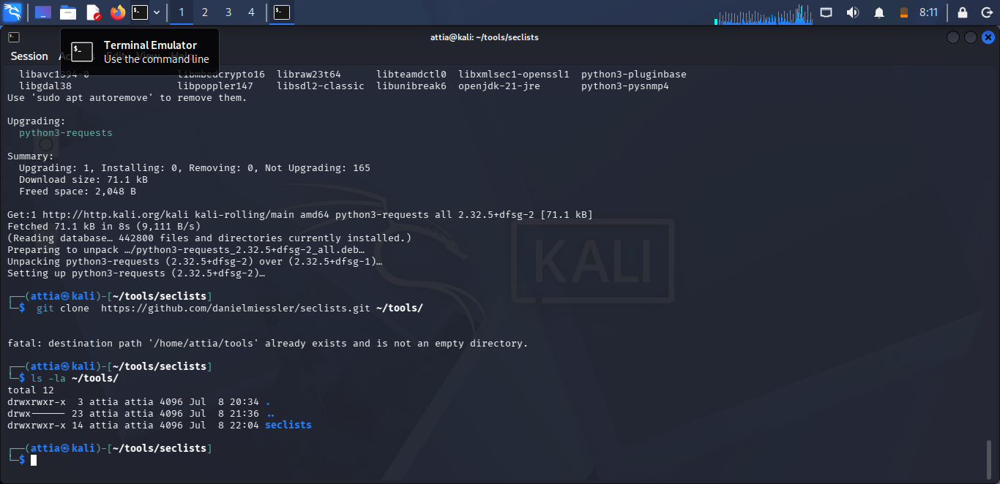 1 2 3 4 8:11
attia@kali: ~/tools/seclists
Session
Terminal Emulator
Use the command line
libavc1394-0 libmbedcrypto16 libraw23t64 libteamdctl0 libxmlsec1-openssl1 python3-pluginbase
libgdal38 libpoppler147 libsdl2-classic libunibreak6 openjdk-21-jre python3-pysnmp4
Use 'sudo apt autoremove' to remove them.
Upgrading:
python3-requests
Summary:
Upgrading: 1, Installing: 0, Removing: 0, Not Upgrading: 165
Download size: 71.1 kB
Freed space: 2,048 B
Get:1 http://http.kali.org/kali kali-rolling/main amd64 python3-requests all 2.32.5+dfsg-2 [71.1 kB]
Fetched 71.1 kB in 8s (9,111 B/s)
(Reading database… 442800 files and directories currently installed.)
Preparing to unpack …/python3-requests_2.32.5+dfsg-2_all.deb…
Unpacking python3-requests (2.32.5+dfsg-2) over (2.32.5+dfsg-1)…
Setting up python3-requests (2.32.5+dfsg-2)…
KALI
┌──(attia㉿kali)-[~/tools/seclists]
└─$ git clone  https://github.com/danielmiessler/seclists.git ~/tools/
fatal: destination path '/home/attia/tools' already exists and is not an empty directory.
┌──(attia㉿kali)-[~/tools/seclists]
└─$ ls -la ~/tools/
total 12
drwxrwxr-x  3 attia attia 4096 Jul  8 20:34 .
drwx------ 23 attia attia 4096 Jul  8 21:36 ..
drwxrwxr-x 14 attia attia 4096 Jul  8 22:04 seclists
┌──(attia㉿kali)-[~/tools/seclists]
└─$